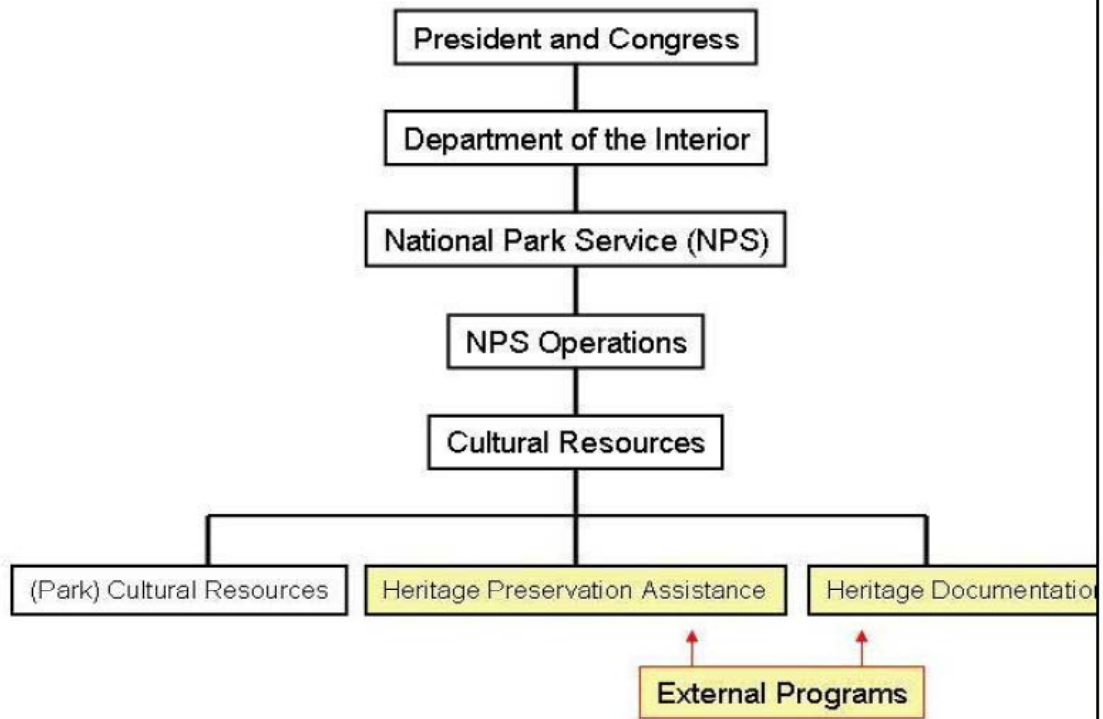 President and Congress
Department of the Interior
National Park Service (NPS)
NPS Operations
Cultural Resources
(Park) Cultural Resources
Heritage Preservation Assistance
Heritage Documentation
External Programs